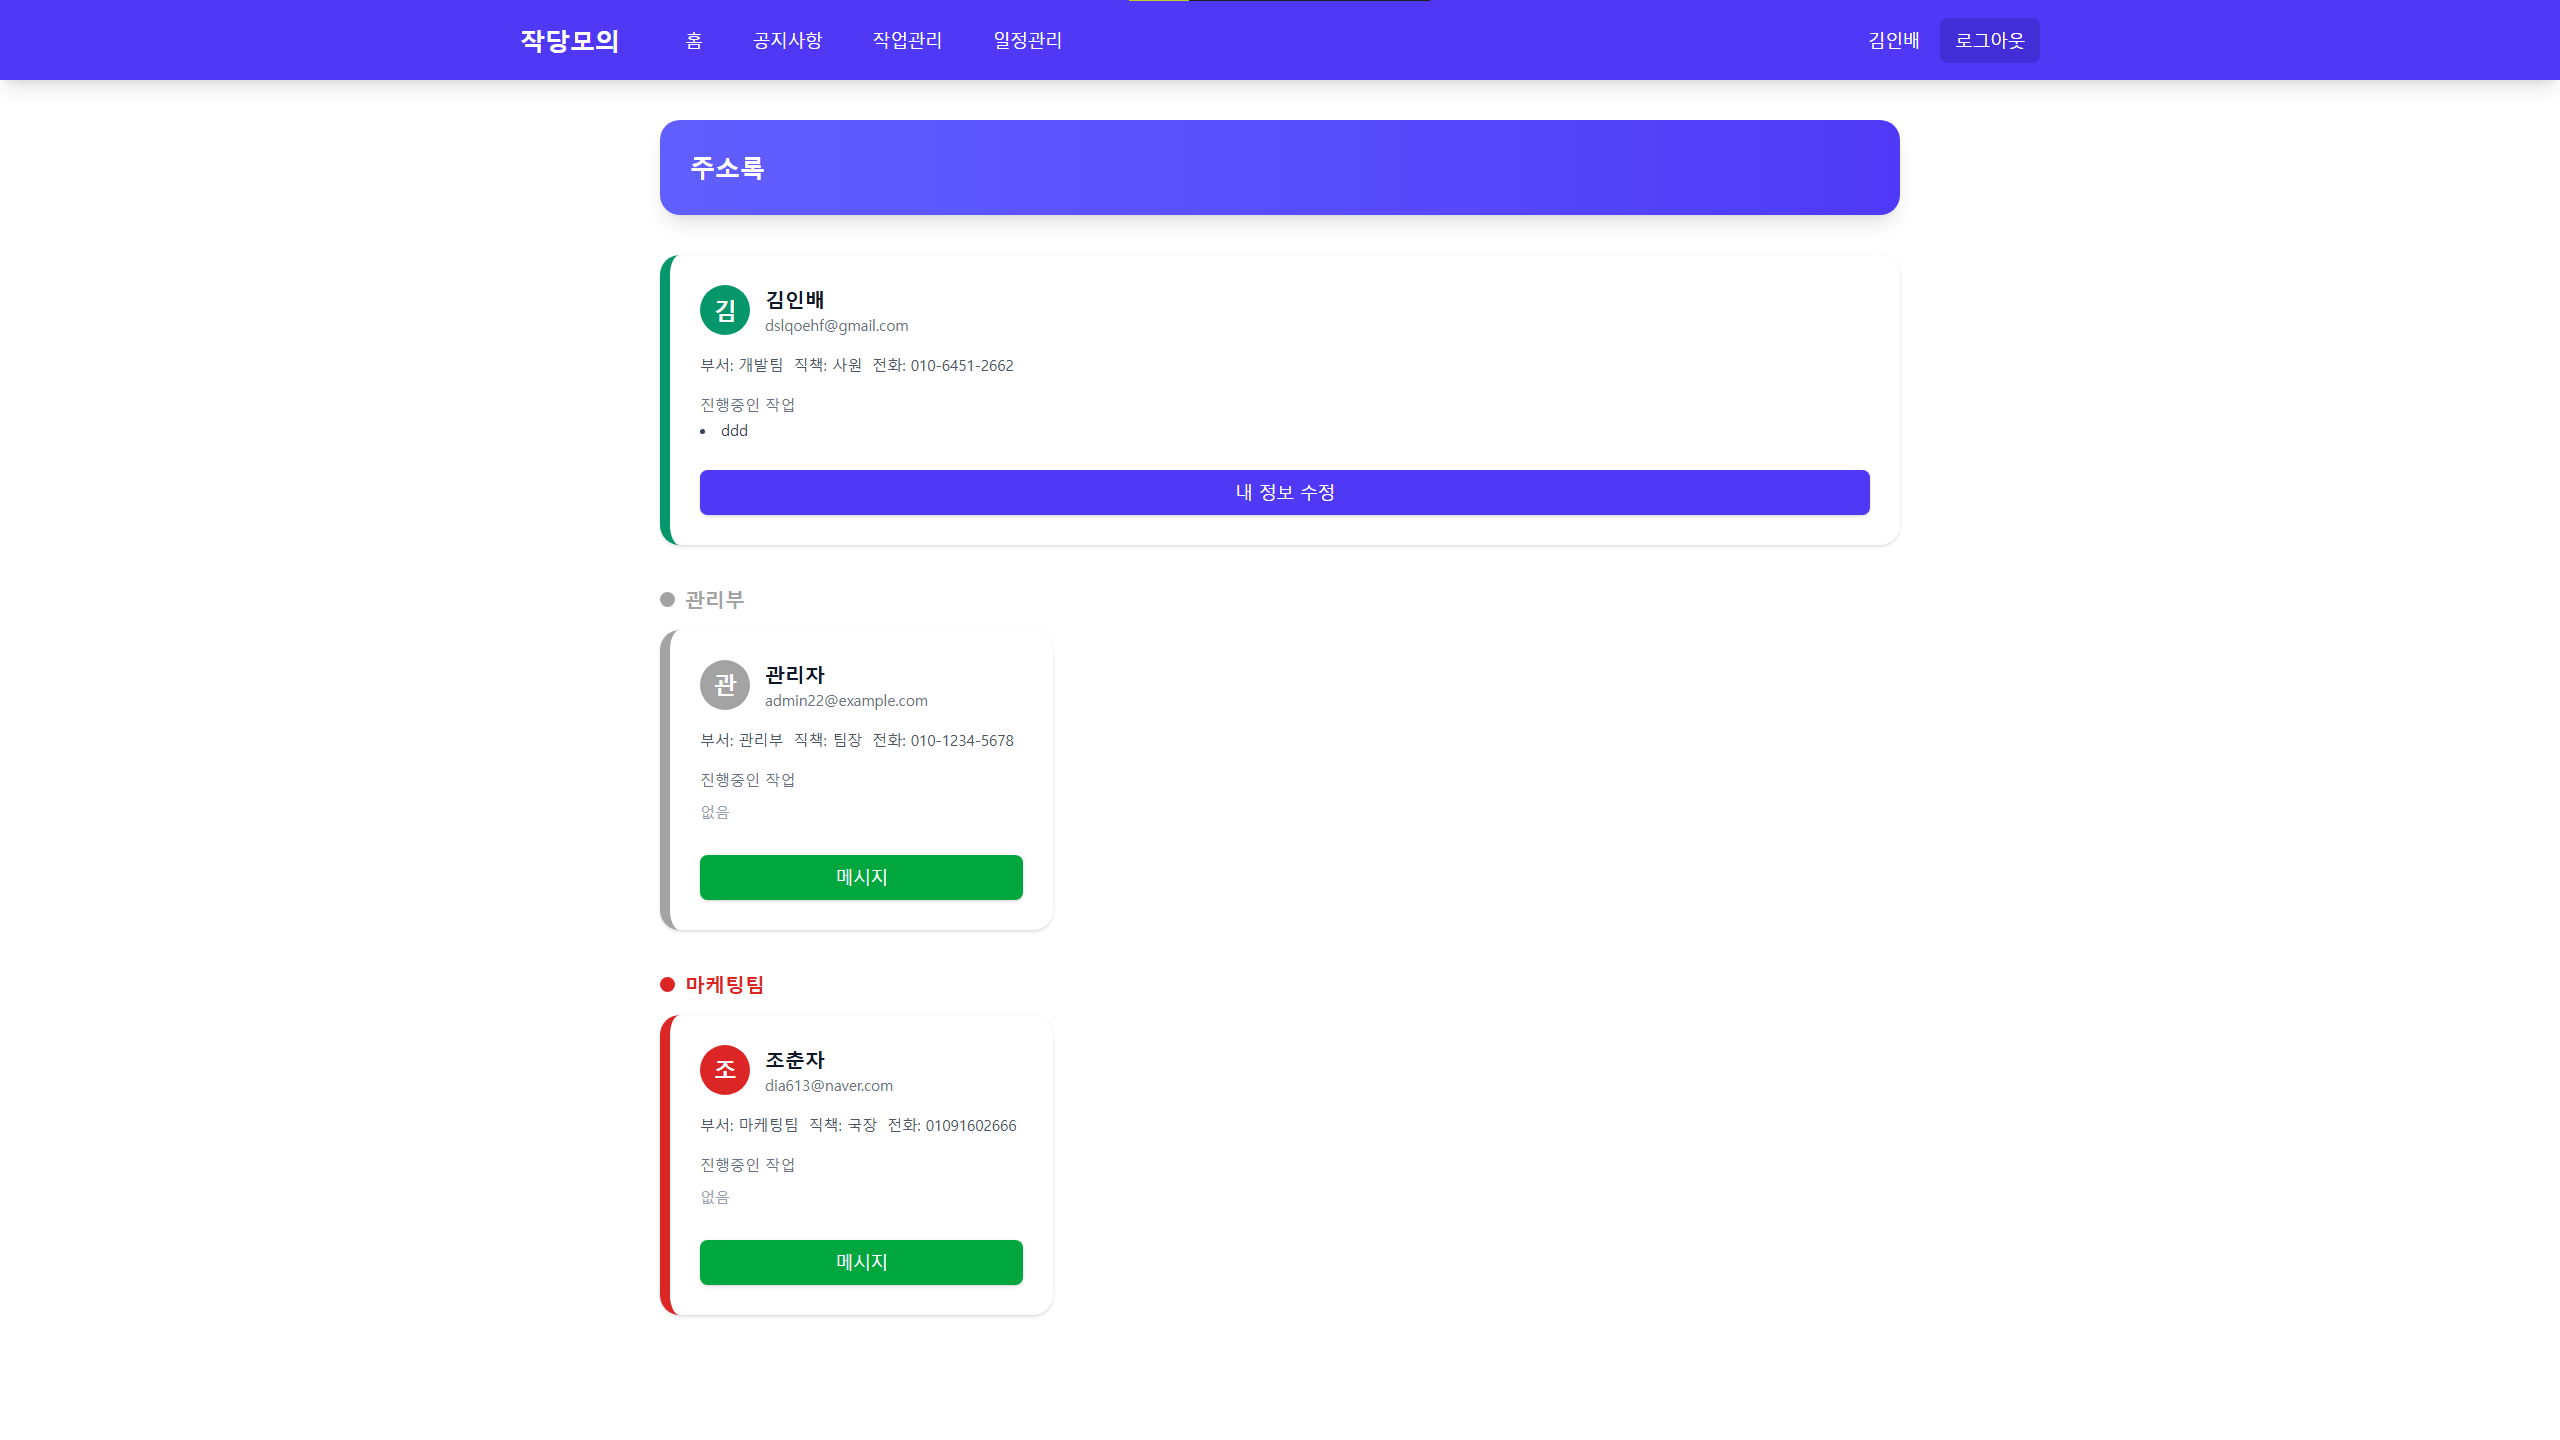 작당모의 홈 공지사항 작업관리 일정관리 김인배 로그아웃
주소록
김 김인배
dslqoehf@gmail.com
부서: 개발팀 직책: 사원 전화: 010-6451-2662
진행중인 작업
• ddd
내 정보 수정
관리부
관 관리자
admin22@example.com
부서: 관리부 직책: 팀장 전화: 010-1234-5678
진행중인 작업
없음
메시지
마케팅팀
조 조춘자
dia613@naver.com
부서: 마케팅팀 직책: 국장 전화: 01091602666
진행중인 작업
없음
메시지